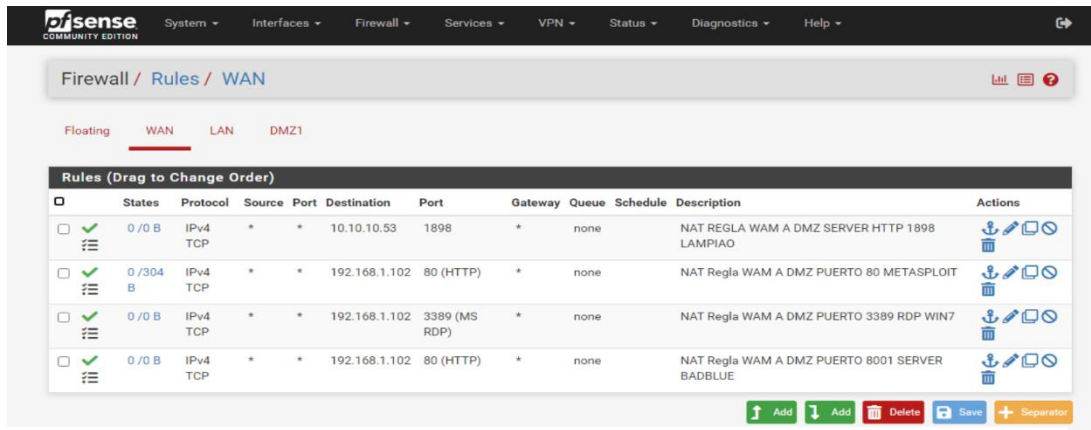 pfsense
COMMUNITY EDITION
System Interfaces Firewall Services VPN Status Diagnostics Help
Firewall / Rules / WAN
Floating WAN LAN DMZ1
Rules (Drag to Change Order)
States Protocol Source Port Destination Port Gateway Queue Schedule Description Actions
0 /0 B IPv4 * * 10.10.10.53 1898 * none NAT REGLA WAM A DMZ SERVER HTTP 1898
TCP LAMPIAO
0 /304 IPv4 * * 192.168.1.102 80 (HTTP) * none NAT Regla WAM A DMZ PUERTO 80 METASPLOIT
B TCP
0 /0 B IPv4 * * 192.168.1.102 3389 (MS * none NAT Regla WAM A DMZ PUERTO 3389 RDP WIN7
TCP RDP)
0 /0 B IPv4 * * 192.168.1.102 80 (HTTP) * none NAT Regla WAM A DMZ PUERTO 8001 SERVER
TCP BADBLUE
Add Add Delete Save Separator